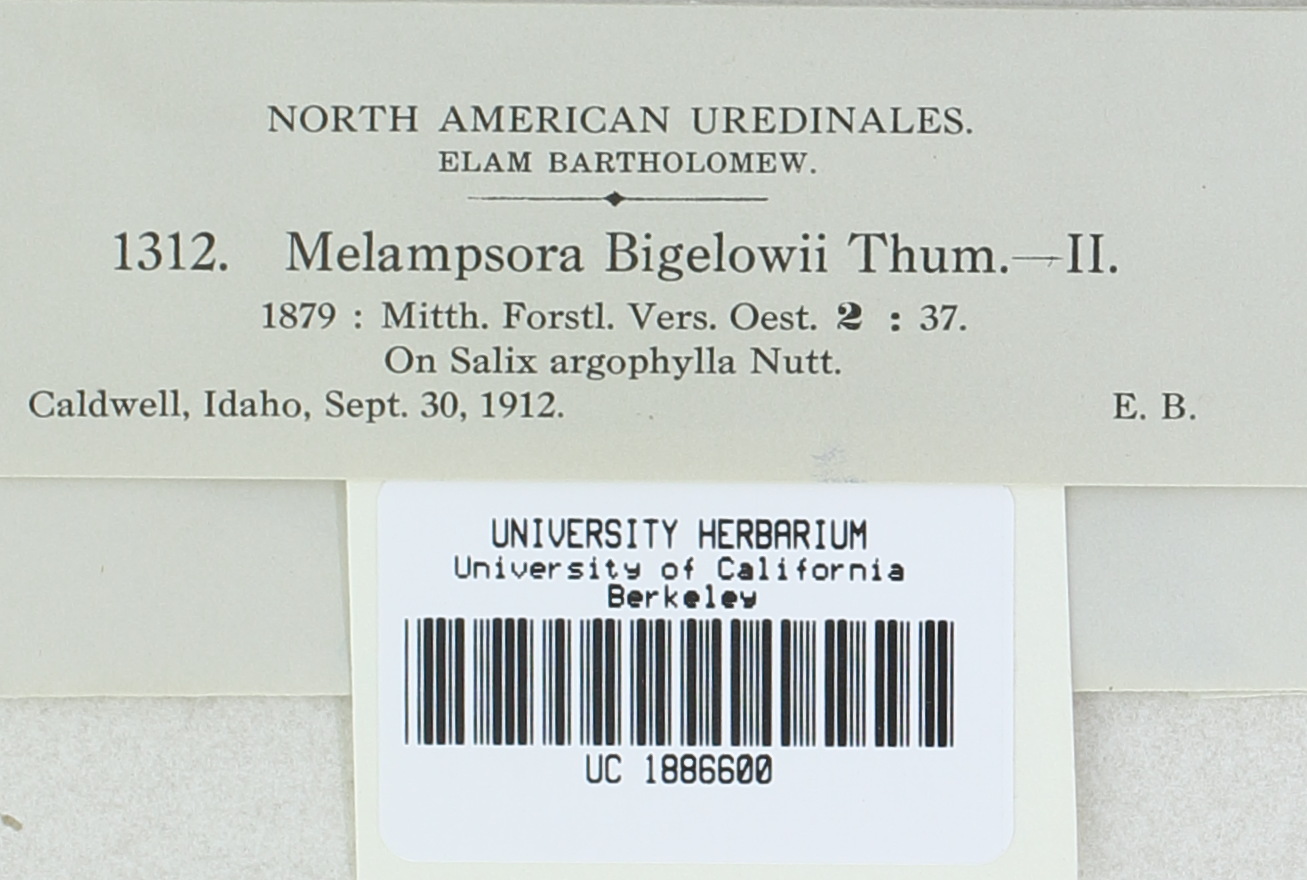 NORTH AMERICAN UREDINALES.
ELAM BARTHOLOMEW.
1312. Melampsora Bigelowii Thum.—II.
1879 : Mitth. Forstl. Vers. Oest. 2 : 37.
On Salix argophylla Nutt.
Caldwell, Idaho, Sept. 30, 1912. E. B.
UNIVERSITY HERBARIUM
University of California
Berkeley
UC 1886600